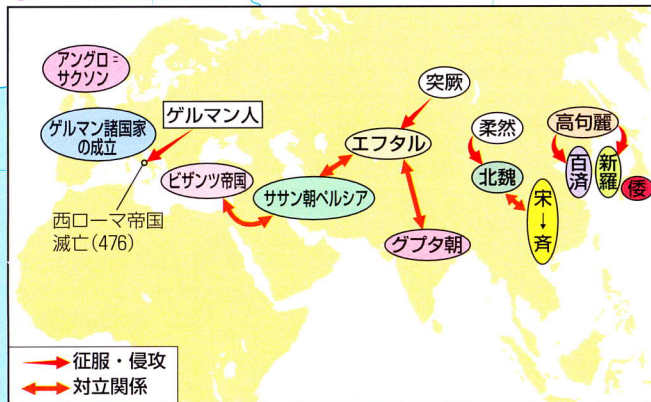 アングロ=
サクソン
ゲルマン諸国家
の成立
ゲルマン人
西ローマ帝国
滅亡(476)
ビザンツ帝国
ササン朝ペルシア
エフタル
突厥
グプタ朝
柔然
北魏
宋→斉
高句麗
百済
新羅
倭
征服・侵攻
対立関係